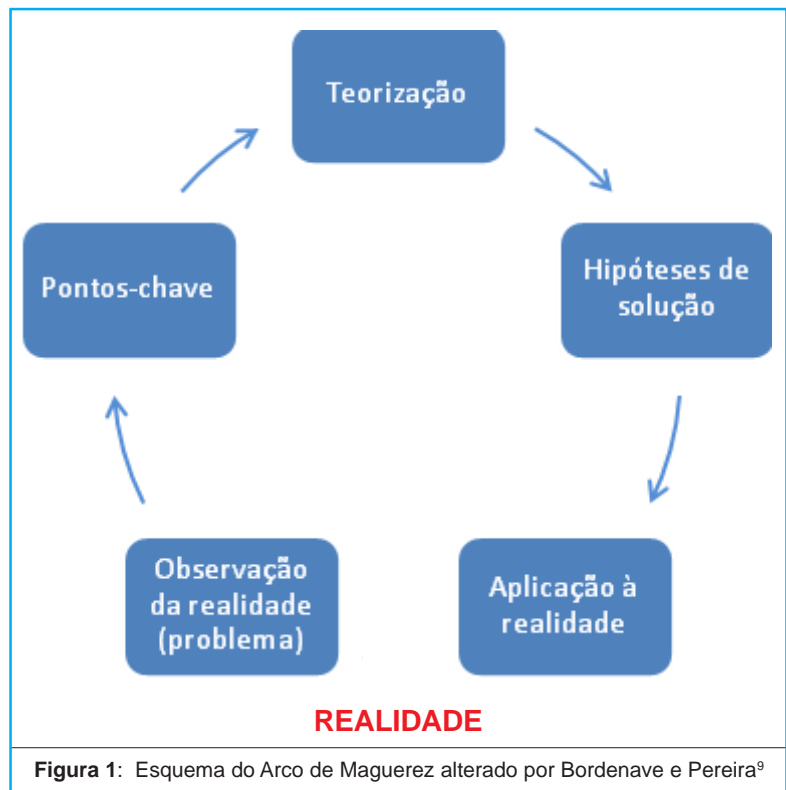 Teorização
Pontos-chave
Hipóteses de
solução
Observação
da realidade
(problema)
Aplicação à
realidade
REALIDADE
Figura 1: Esquema do Arco de Maguerez alterado por Bordenave e Pereira⁹